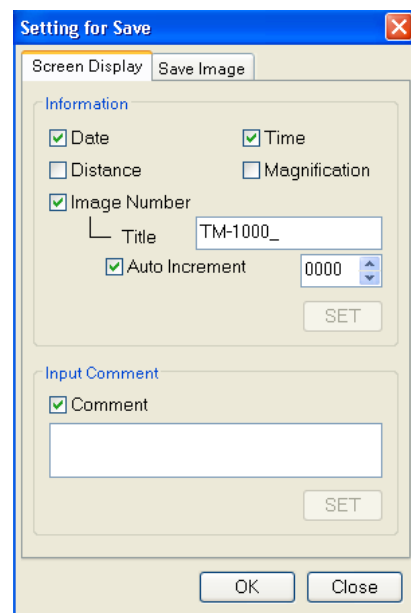 Setting for Save
Screen Display Save Image
Information
Date Time
Distance Magnification
Image Number
Title TM-1000_
Auto Increment 0000
SET
Input Comment
Comment
SET
OK Close